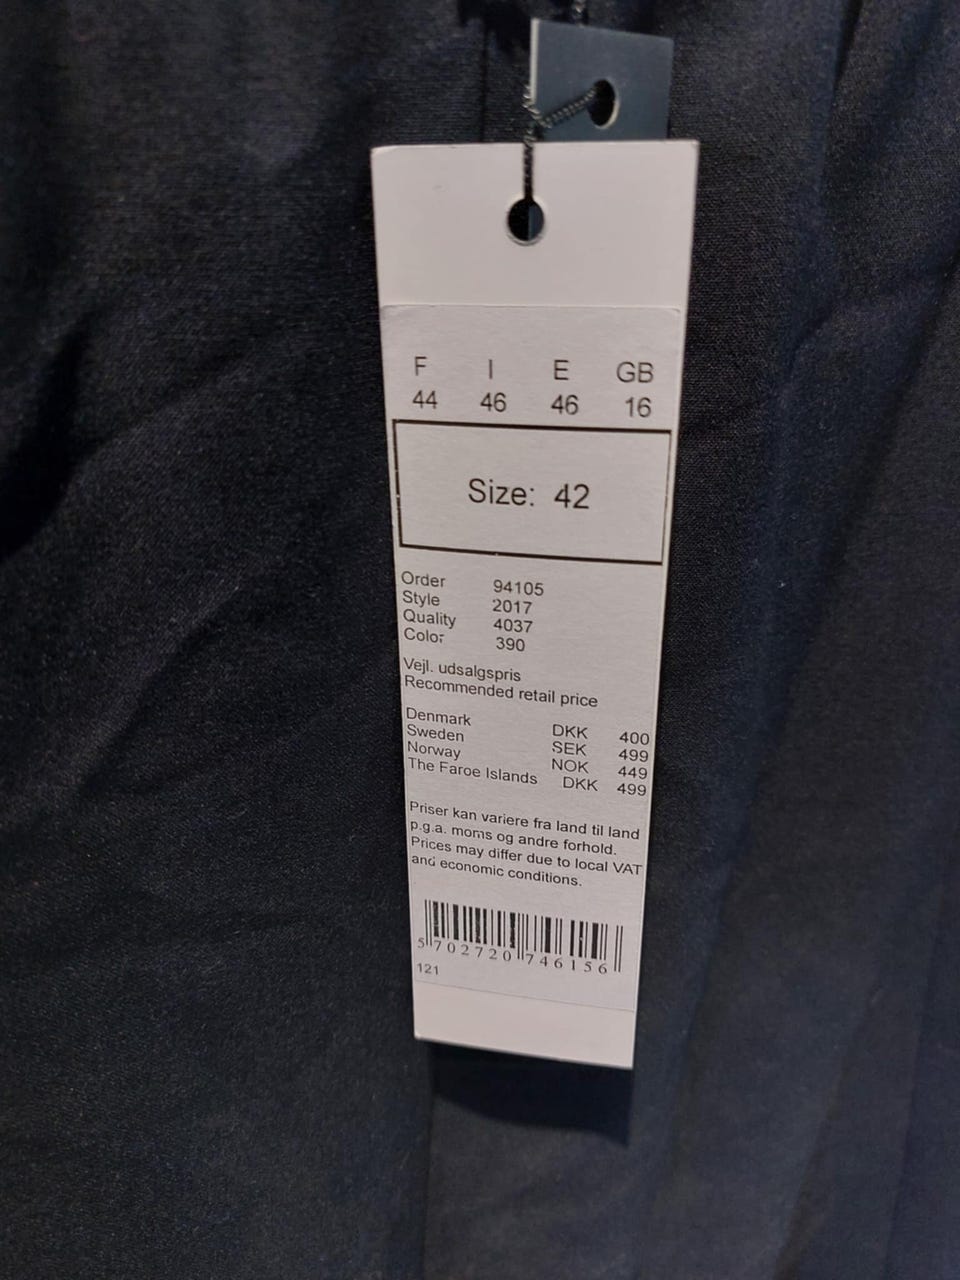 F I E GB
44 46 46 16
Size: 42
Order 94105
Style 2017
Quality 4037
Color 390
Vejl. udsalgspris
Recommended retail price
Denmark DKK 400
Sweden SEK 499
Norway NOK 449
The Faroe Islands DKK 499
Priser kan variere fra land til land
p.g.a. moms og andre forhold.
Prices may differ due to local VAT
and economic conditions.
5 702720 746156
121